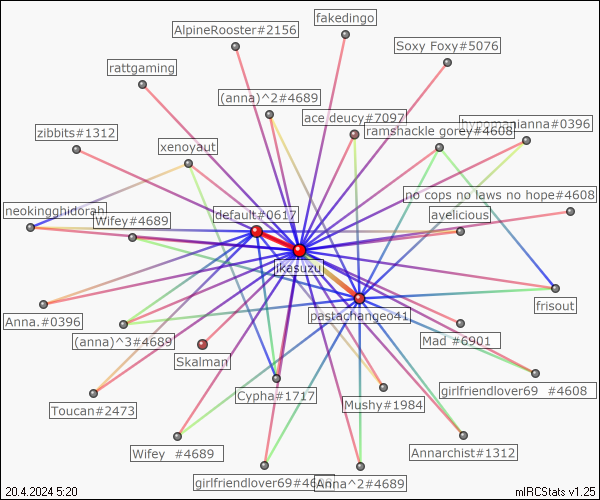 fakedingo
AlpineRooster#2156
Soxy Foxy#5076
rattgaming
(anna)^2#4689
ace deucy#7097
hypomanianna#0396
ramshackle gorey#4608
zibbits#1312
xenoyaut
no cops no laws no hope#4608
neokingghidorah
Wifey#4689
default#0617
avelicious
jkasuzu
frisout
pastachange041
Anna.#0396
(anna)^3#4689
Mad #6901
Skalman
girlfriendlover69 #4608
Cypha#1717
Mushy#1984
Toucan#2473
Wifey #4689
Annarchist#1312
girlfriendlover69#4608
Anna^2#4689
20.4.2024 5:20
mIRCStats v1.25